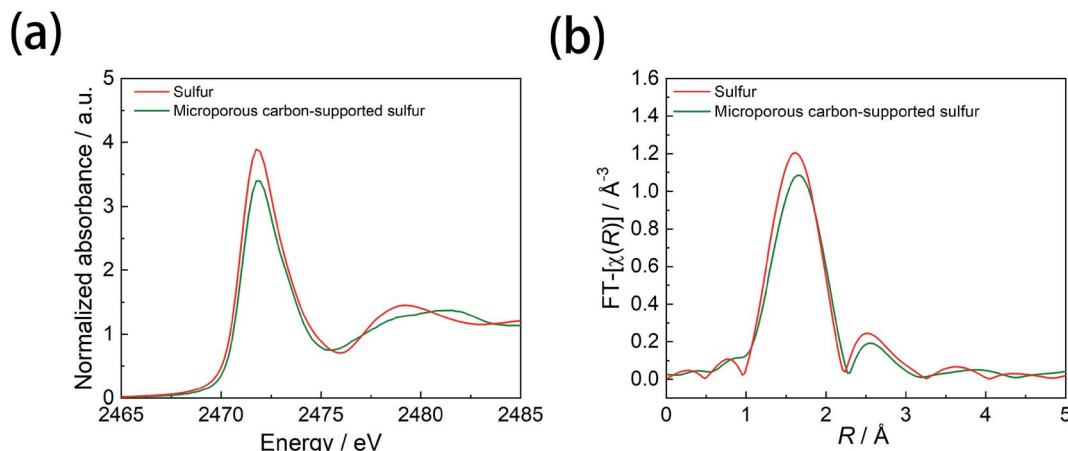 (a)
Normalized absorbance / a.u.
5
4
3
2
1
0
Sulfur
Microporous carbon-supported sulfur
2465
2470
2475
2480
2485
Energy / eV
(b)
FT-[χ(R)] / Å⁻³
1.6
1.4
1.2
1.0
0.8
0.6
0.4
0.2
0.0
Sulfur
Microporous carbon-supported sulfur
0
1
2
3
4
5
R / Å